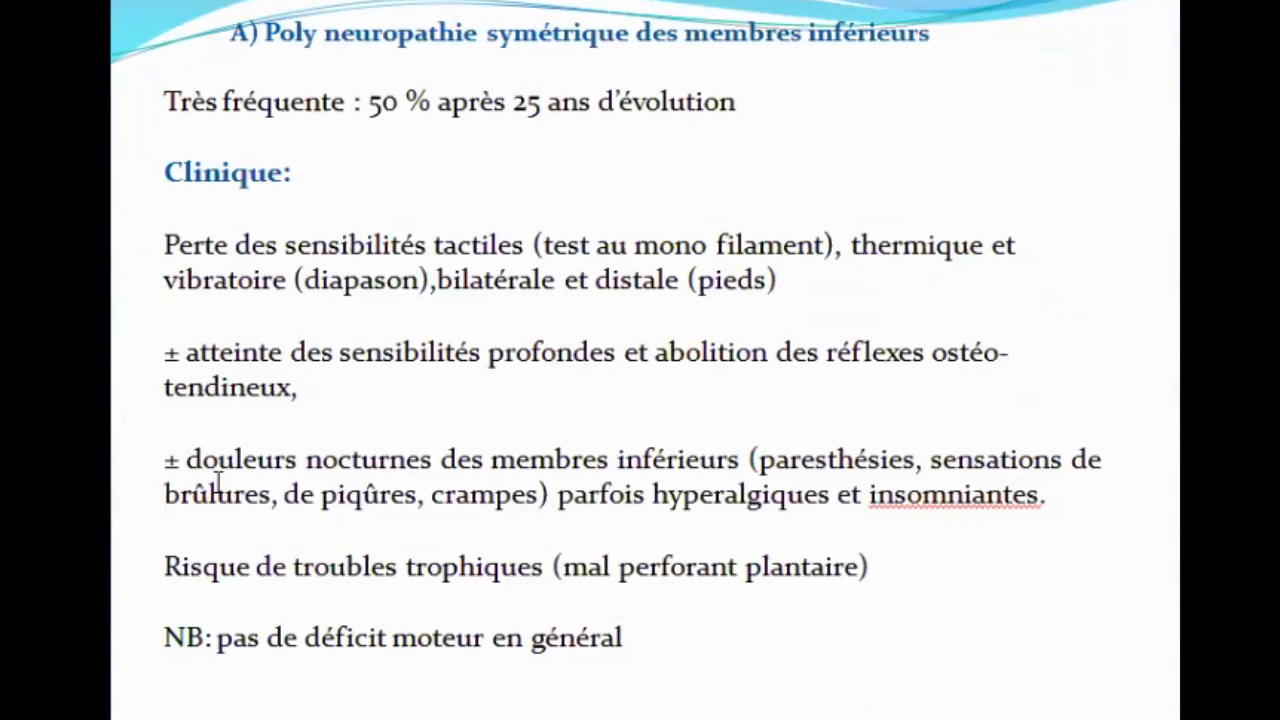 A) Poly neuropathie symétrique des membres inférieurs
Très fréquente : 50 % après 25 ans d’évolution
Clinique:
Perte des sensibilités tactiles (test au mono filament), thermique et
vibratoire (diapason),bilatérale et distale (pieds)
± atteinte des sensibilités profondes et abolition des réflexes ostéo-
tendineux,
± douleurs nocturnes des membres inférieurs (paresthésies, sensations de
brûlures, de piqûres, crampes) parfois hyperalgiques et insomniantes.
Risque de troubles trophiques (mal perforant plantaire)
NB: pas de déficit moteur en général